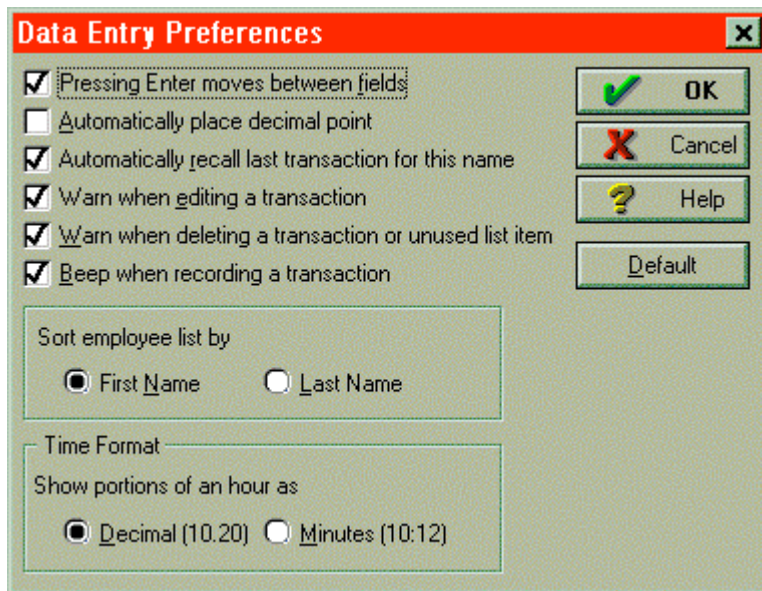 Data Entry Preferences
Pressing Enter moves between fields
Automatically place decimal point
Automatically recall last transaction for this name
Warn when editing a transaction
Warn when deleting a transaction or unused list item
Beep when recording a transaction
OK
Cancel
Help
Default
Sort employee list by
First Name
Last Name
Time Format
Show portions of an hour as
Decimal (10.20)
Minutes (10:12)